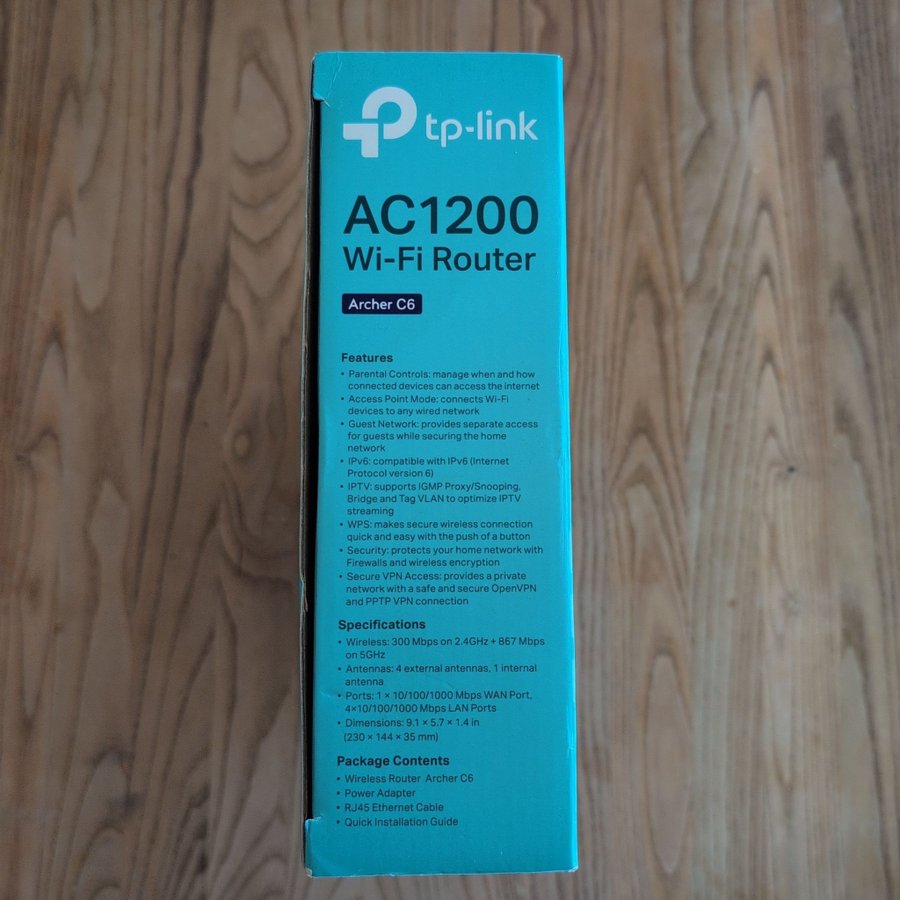 tp-link
AC1200
Wi-Fi Router
Archer C6
Features
• Parental Controls: manage when and how
connected devices can access the internet
• Access Point Mode: connects Wi-Fi
devices to any wired network
• Guest Network: provides separate access
for guests while securing the home
network
• IPv6: compatible with IPv6 (Internet
Protocol version 6)
• IPTV: supports IGMP Proxy/Snooping,
Bridge and Tag VLAN to optimize IPTV
streaming
• WPS: makes secure wireless connection
quick and easy with the push of a button
• Security: protects your home network with
Firewalls and wireless encryption
• Secure VPN Access: provides a private
network with a safe and secure OpenVPN
and PPTP VPN connection
Specifications
• Wireless: 300 Mbps on 2.4GHz + 867 Mbps
on 5GHz
• Antennas: 4 external antennas, 1 internal
antenna
• Ports: 1 × 10/100/1000 Mbps WAN Port,
4×10/100/1000 Mbps LAN Ports
• Dimensions: 9.1 × 5.7 × 1.4 in
(230 × 144 × 35 mm)
Package Contents
• Wireless Router Archer C6
• Power Adapter
• RJ45 Ethernet Cable
• Quick Installation Guide